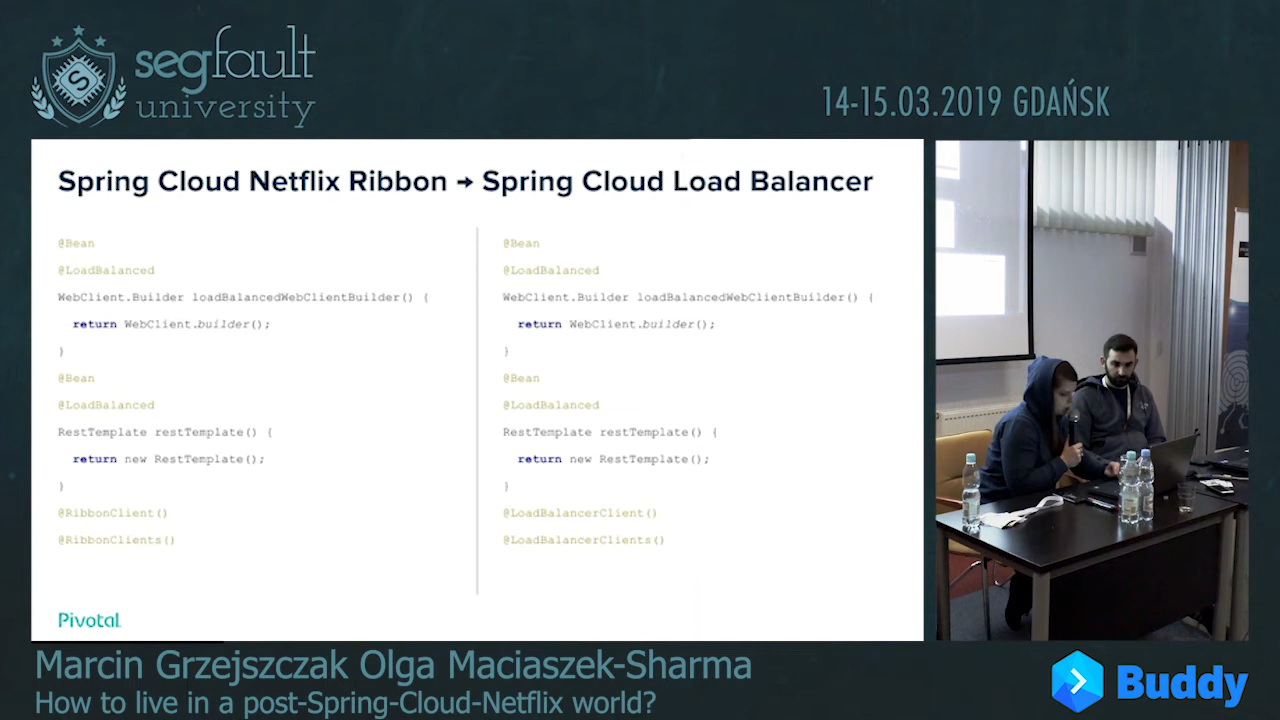 segfault
university
14-15.03.2019 GDAŃSK
Spring Cloud Netflix Ribbon → Spring Cloud Load Balancer
@Bean
@LoadBalanced
WebClient.Builder loadBalancedWebClientBuilder() {
return WebClient.builder();
}
@Bean
@LoadBalanced
RestTemplate restTemplate() {
return new RestTemplate();
}
@RibbonClient()
@RibbonClients()
@Bean
@LoadBalanced
WebClient.Builder loadBalancedWebClientBuilder() {
return WebClient.builder();
}
@Bean
@LoadBalanced
RestTemplate restTemplate() {
return new RestTemplate();
}
@LoadBalancerClient()
@LoadBalancerClients()
Pivotal
Marcin Grzejszczak Olga Maciaszek-Sharma
How to live in a post-Spring-Cloud-Netflix world?
Buddy